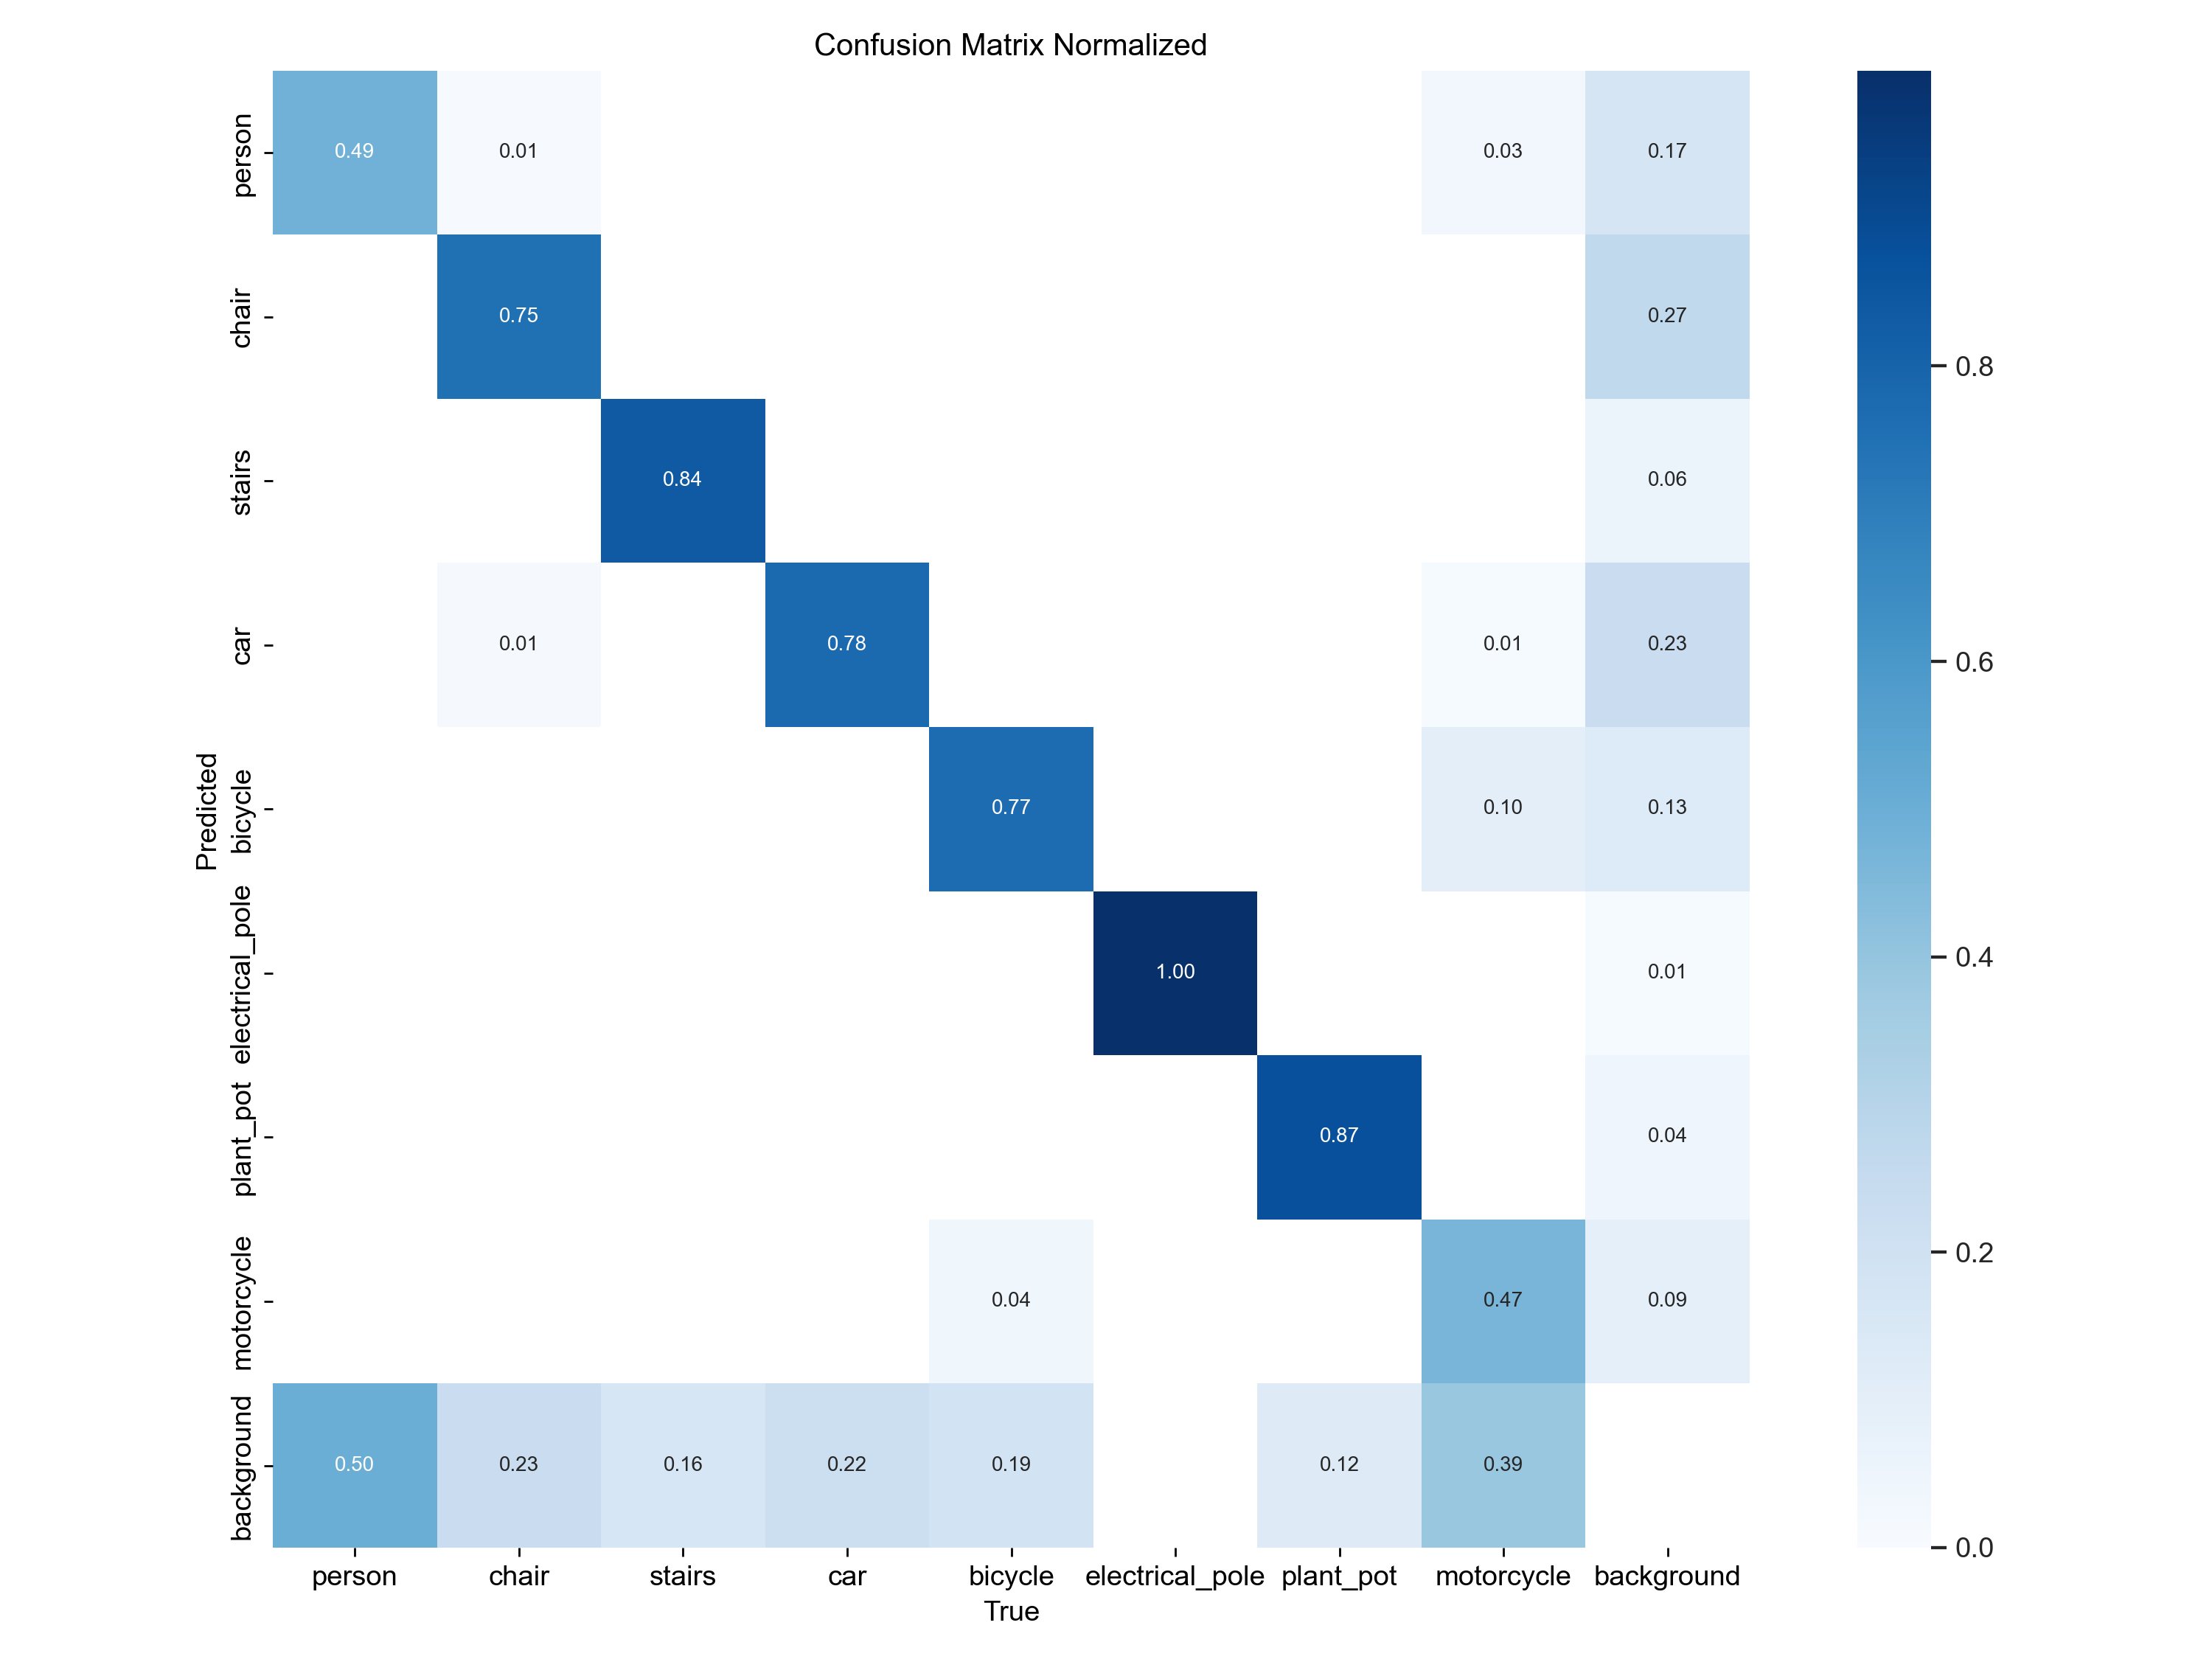 Confusion Matrix Normalized
person
0.49
0.01
0.03
0.17
chair
0.75
0.27
stairs
0.84
0.06
0.8
car
0.01
0.78
0.01
0.23
0.6
Predicted
bicycle
0.77
0.10
0.13
electrical_pole
1.00
0.01
0.4
plant_pot
0.87
0.04
motorcycle
0.04
0.47
0.09
0.2
background
0.50
0.23
0.16
0.22
0.19
0.12
0.39
0.0
person chair stairs car bicycle electrical_pole plant_pot motorcycle background
True